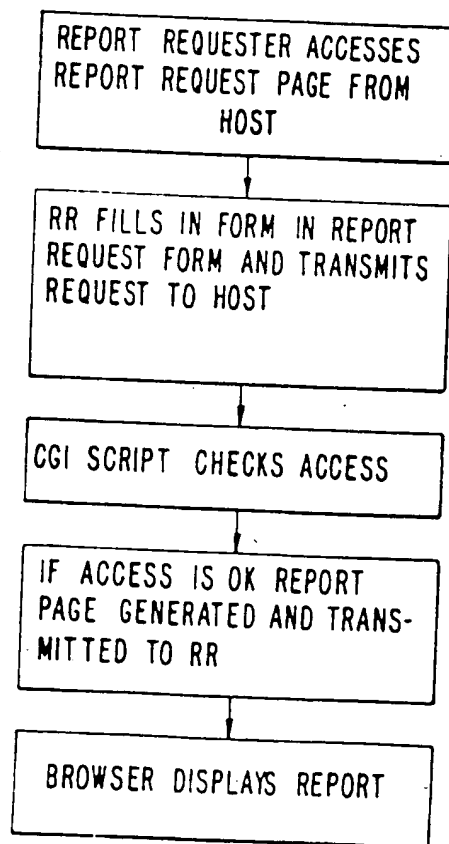 REPORT REQUESTER ACCESSES
REPORT REQUEST PAGE FROM
HOST
RR FILLS IN FORM IN REPORT
REQUEST FORM AND TRANSMITS
REQUEST TO HOST
CGI SCRIPT CHECKS ACCESS
IF ACCESS IS OK REPORT
PAGE GENERATED AND TRANS-
MITTED TO RR
BROWSER DISPLAYS REPORT